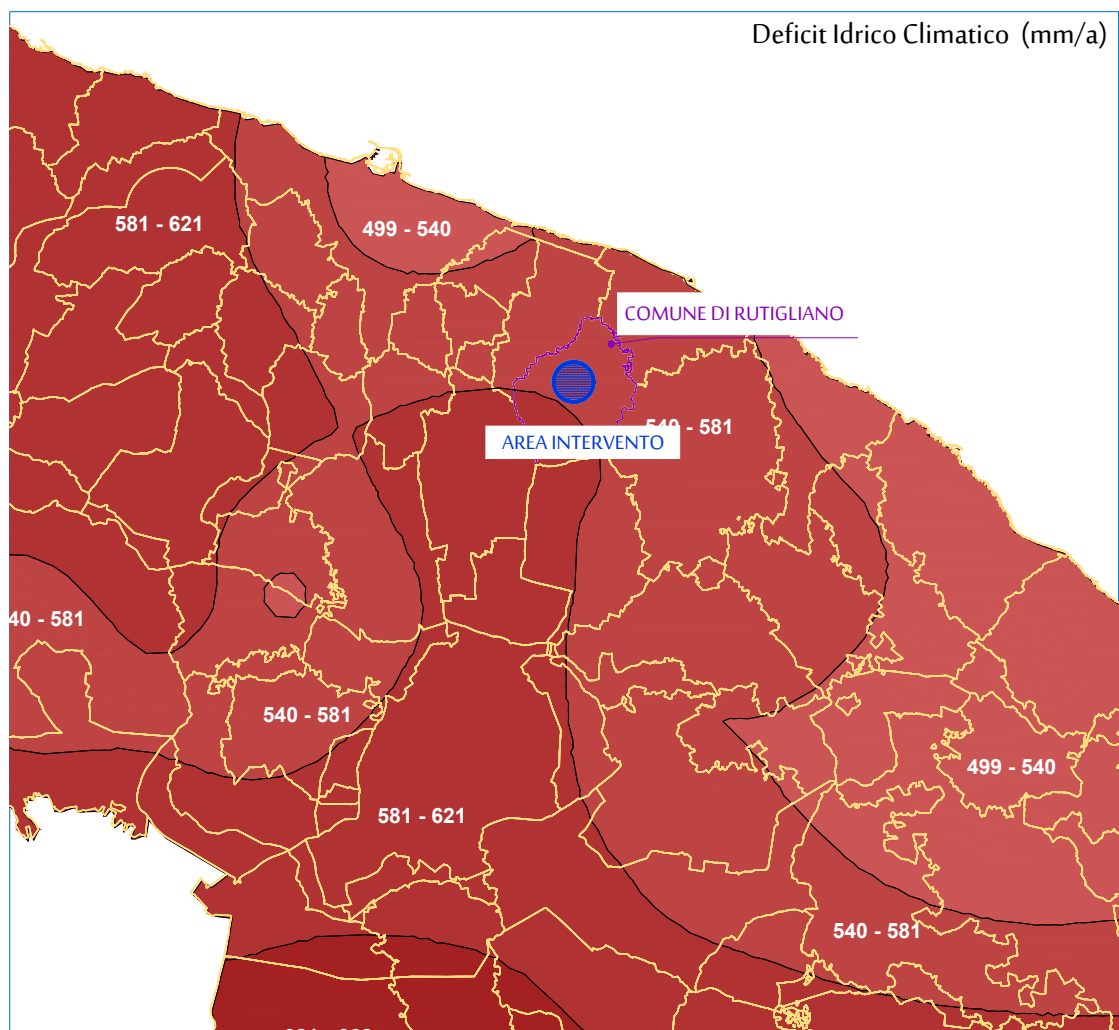 Deficit Idrico Climatico (mm/a)
581 - 621
499 - 540
COMUNE DI RUTIGLIANO
540 - 581
AREA INTERVENTO
40 - 581
540 - 581
499 - 540
581 - 621
540 - 581